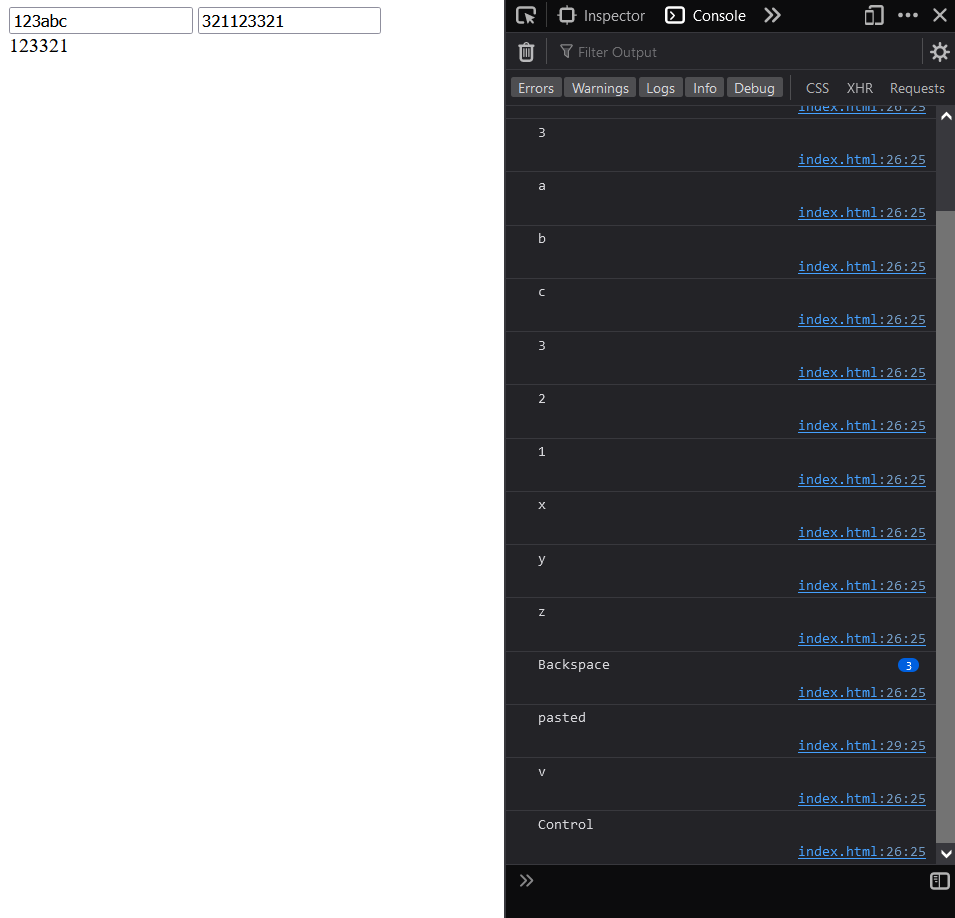 123abc 321123321
123321
Inspector Console
Filter Output
Errors Warnings Logs Info Debug CSS XHR Requests
index.html:26:25
3
index.html:26:25
a
index.html:26:25
b
index.html:26:25
c
index.html:26:25
3
index.html:26:25
2
index.html:26:25
1
index.html:26:25
x
index.html:26:25
y
index.html:26:25
z
index.html:26:25
Backspace 3
index.html:26:25
pasted
index.html:29:25
v
index.html:26:25
Control
index.html:26:25